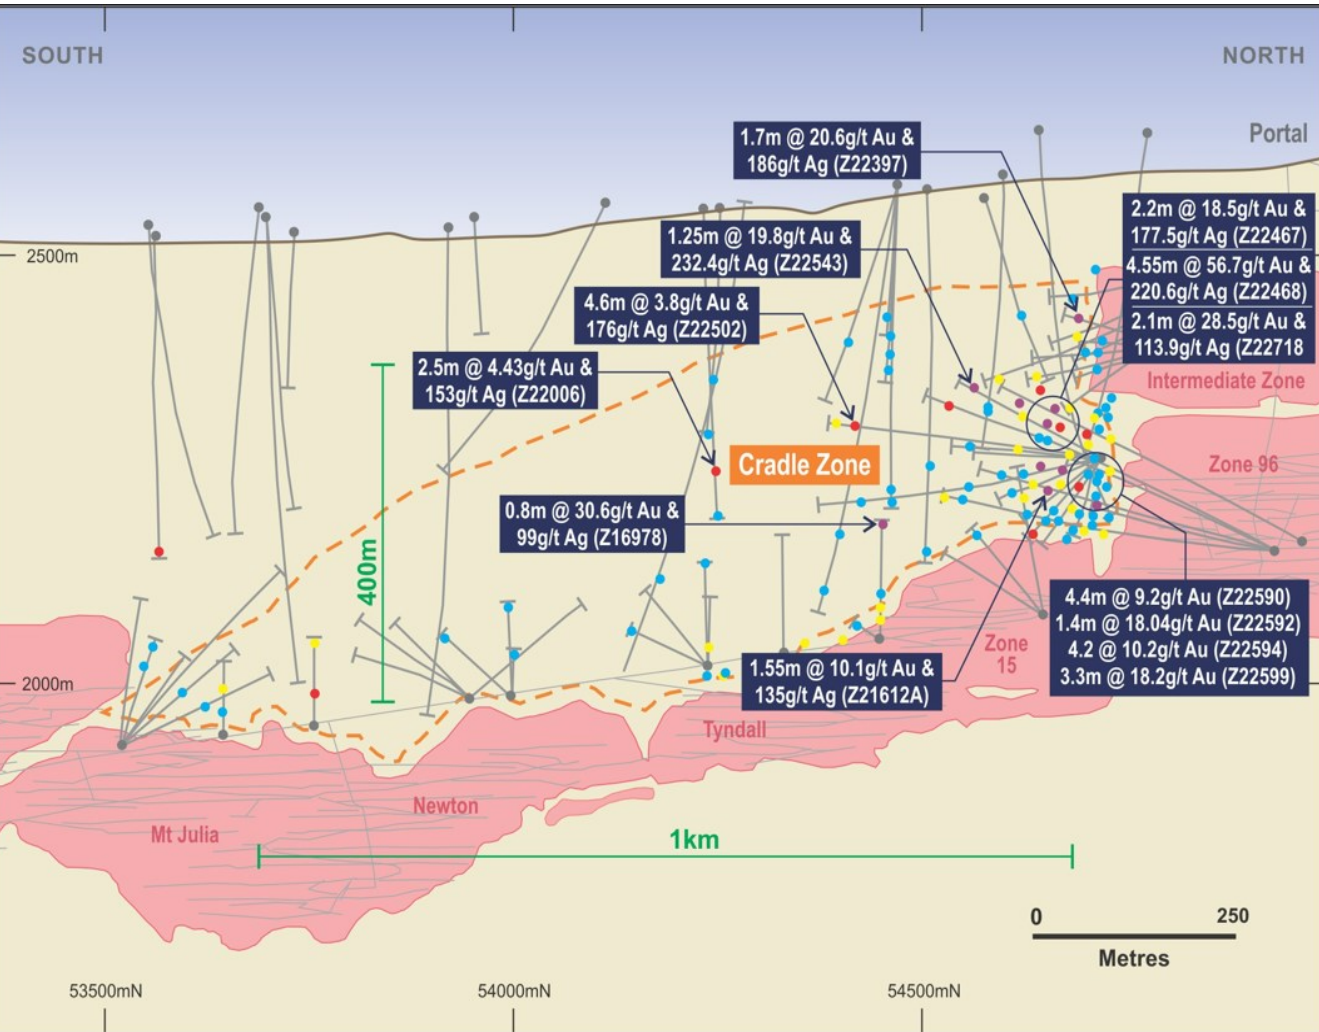 SOUTH
NORTH
Portal
1.7m @ 20.6g/t Au &
186g/t Ag (Z22397)
2.2m @ 18.5g/t Au &
177.5g/t Ag (Z22467)
4.55m @ 56.7g/t Au &
220.6g/t Ag (Z22468)
2.1m @ 28.5g/t Au &
113.9g/t Ag (Z22718
1.25m @ 19.8g/t Au &
232.4g/t Ag (Z22543)
2500m
4.6m @ 3.8g/t Au &
176g/t Ag (Z22502)
2.5m @ 4.43g/t Au &
153g/t Ag (Z22006)
Intermediate Zone
Cradle Zone
Zone 96
0.8m @ 30.6g/t Au &
99g/t Ag (Z16978)
400m
4.4m @ 9.2g/t Au (Z22590)
1.4m @ 18.04g/t Au (Z22592)
4.2 @ 10.2g/t Au (Z22594)
3.3m @ 18.2g/t Au (Z22599)
Zone
15
1.55m @ 10.1g/t Au &
135g/t Ag (Z21612A)
2000m
Tyndall
Newton
Mt Julia
1km
0
250
Metres
53500mN
54000mN
54500mN